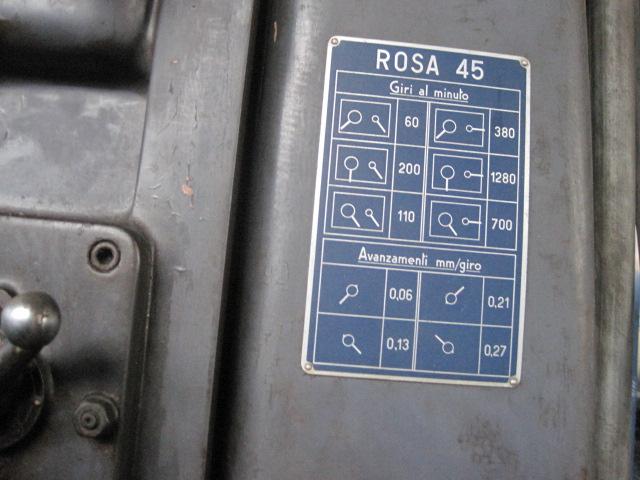 ROSA 45
Giri al minuto
60 380
200 1280
110 700
Avanzamenti mm/giro
0,06 0,21
0,13 0,27